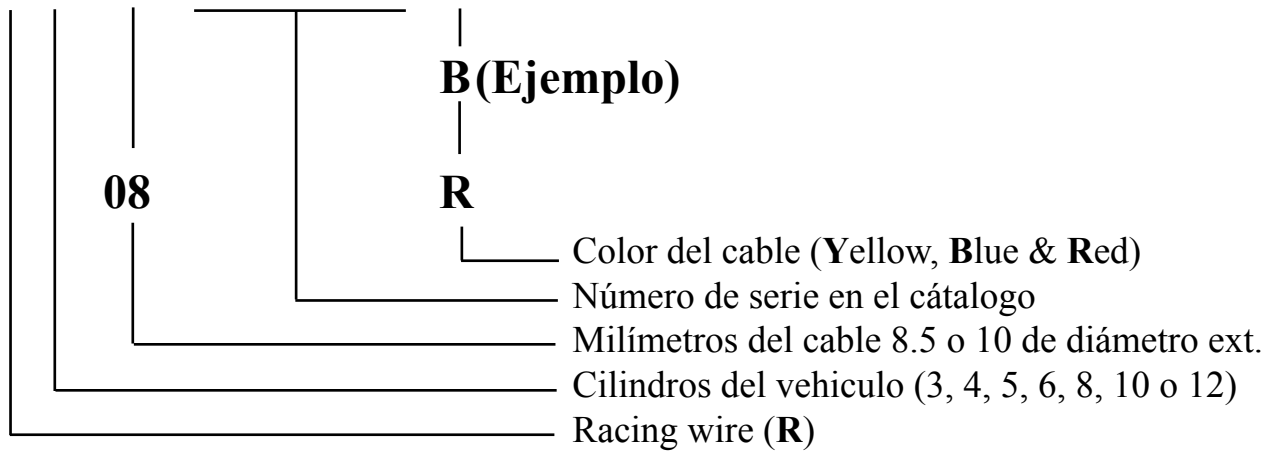 B (Ejemplo)
08 R
Color del cable (Yellow, Blue & Red)
Número de serie en el cátalogo
Milímetros del cable 8.5 o 10 de diámetro ext.
Cilindros del vehiculo (3, 4, 5, 6, 8, 10 o 12)
Racing wire (R)